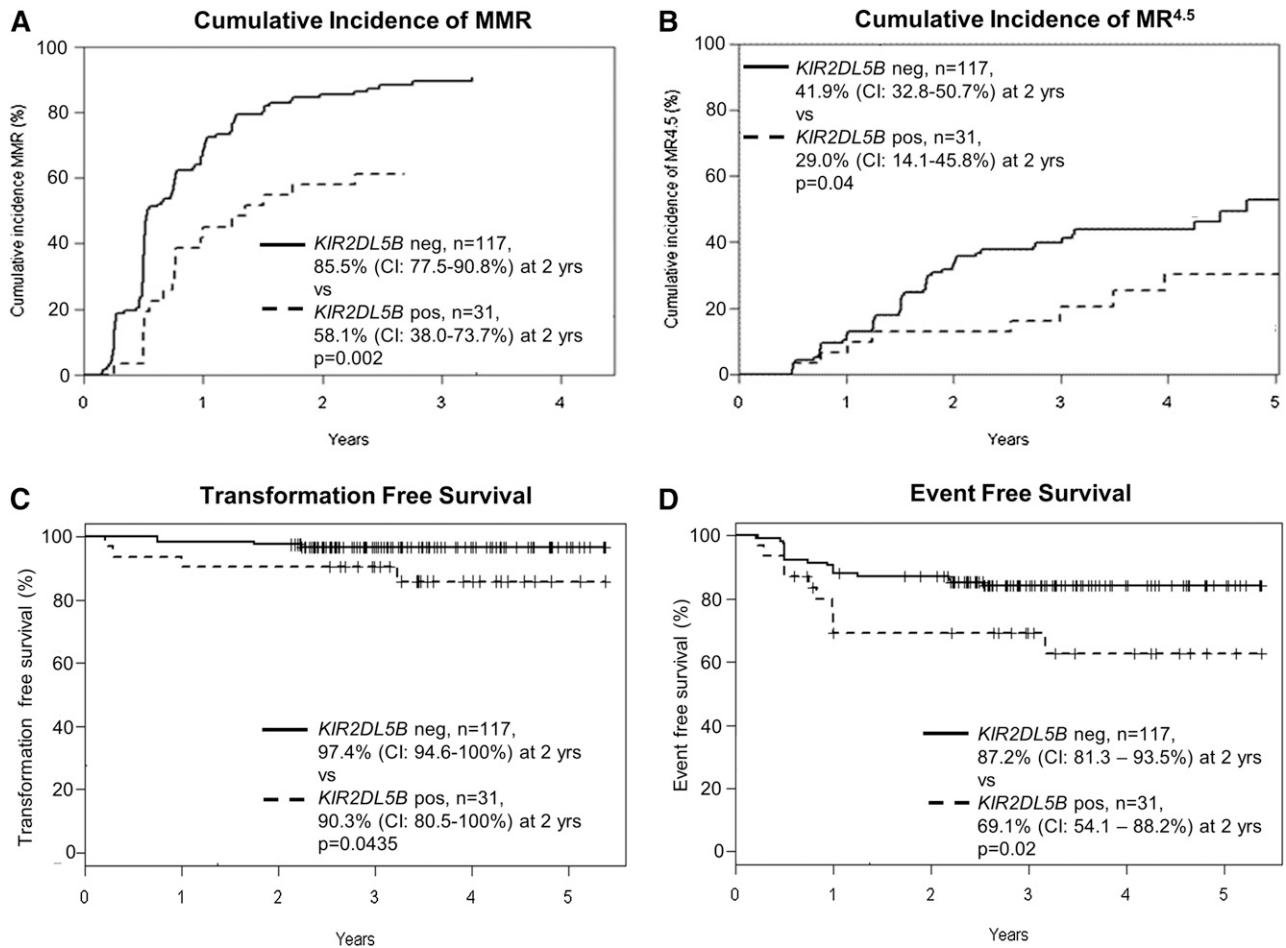 A
Cumulative Incidence of MMR
Cumulative incidence MMR (%)
100
80
60
40
20
0
KIR2DL5B neg, n=117,
85.5% (CI: 77.5-90.8%) at 2 yrs
vs
KIR2DL5B pos, n=31,
58.1% (CI: 38.0-73.7%) at 2 yrs
p=0.002
0 1 2 3 4
Years
B
Cumulative Incidence of MR4.5
Cumulative incidence of MR4.5 (%)
100
80
60
40
20
0
KIR2DL5B neg, n=117,
41.9% (CI: 32.8-50.7%) at 2 yrs
vs
KIR2DL5B pos, n=31,
29.0% (CI: 14.1-45.8%) at 2 yrs
p=0.04
0 1 2 3 4 5
Years
C
Transformation Free Survival
Transformation free survival (%)
100
80
60
40
20
0
KIR2DL5B neg, n=117,
97.4% (CI: 94.6-100%) at 2 yrs
vs
KIR2DL5B pos, n=31,
90.3% (CI: 80.5-100%) at 2 yrs
p=0.0435
0 1 2 3 4 5
Years
D
Event Free Survival
Event free survival (%)
100
80
60
40
20
0
KIR2DL5B neg, n=117,
87.2% (CI: 81.3 – 93.5%) at 2 yrs
vs
KIR2DL5B pos, n=31,
69.1% (CI: 54.1 – 88.2%) at 2 yrs
p=0.02
0 1 2 3 4 5
Years